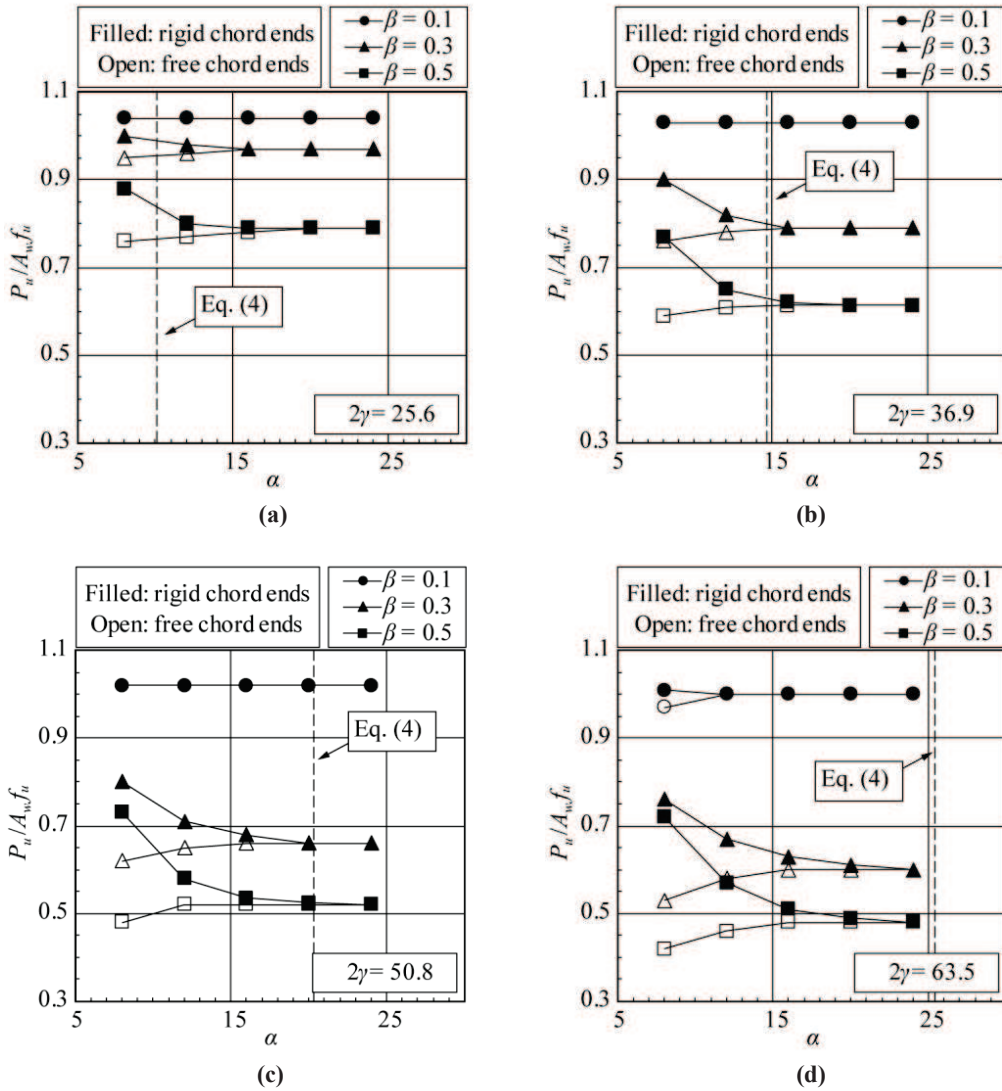 Filled: rigid chord ends
Open: free chord ends
β = 0.1
β = 0.3
β = 0.5
1.1
0.9
0.7
0.5
0.3
P_u/A_w f_u
Eq. (4)
2γ= 25.6
5
15
25
α
(a)
Filled: rigid chord ends
Open: free chord ends
β = 0.1
β = 0.3
β = 0.5
1.1
0.9
0.7
0.5
0.3
P_u/A_w f_u
Eq. (4)
2γ= 36.9
5
15
25
α
(b)
Filled: rigid chord ends
Open: free chord ends
β = 0.1
β = 0.3
β = 0.5
1.1
0.9
0.7
0.5
0.3
P_u/A_w f_u
Eq. (4)
2γ= 50.8
5
15
25
α
(c)
Filled: rigid chord ends
Open: free chord ends
β = 0.1
β = 0.3
β = 0.5
1.1
0.9
0.7
0.5
0.3
P_u/A_w f_u
Eq. (4)
2γ= 63.5
5
15
25
α
(d)